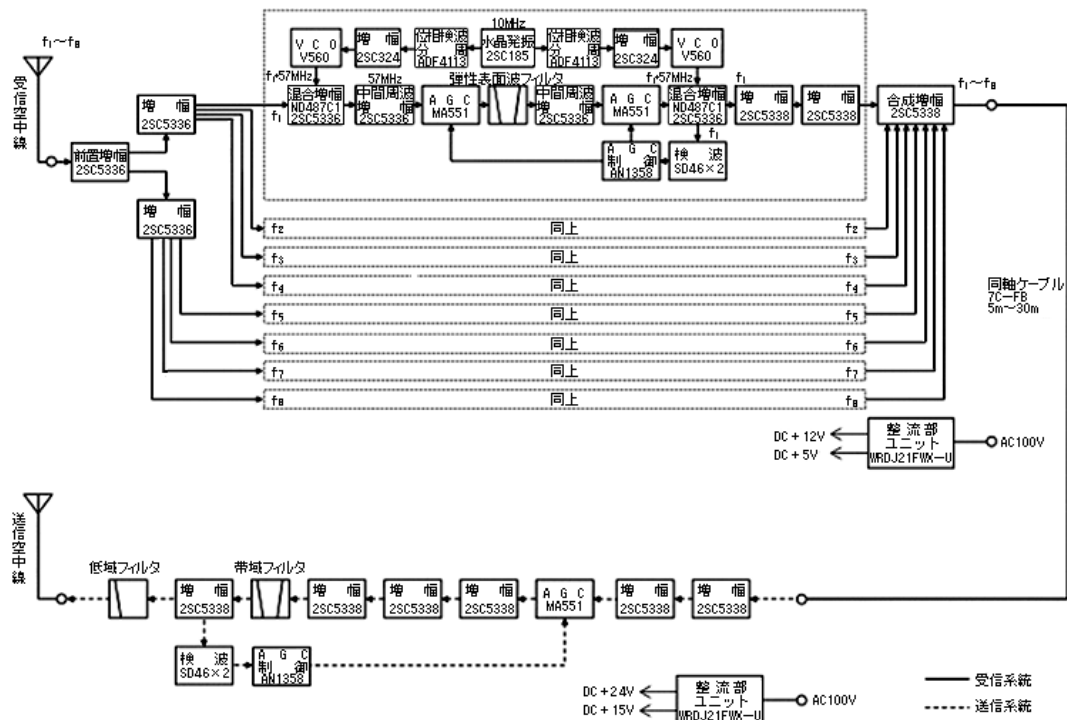 f₁～f₈
受信空中線
前置増幅
2SC5336
増 幅
2SC5336
増 幅
2SC5336
10MHz
V C O
V560
増 幅
2SC324
位相検波
分 周
ADF4113
水晶発振
2SC185
位相検波
分 周
ADF4113
増 幅
2SC324
V C O
V560
f₁-57MHz
57MHz
弾性表面波フィルタ
f₁-57MHz
f₁
f₁
混合増幅
ND487C1
2SC5336
中間周波
増 幅
2SC5336
A G C
MA551
中間周波
増 幅
2SC5336
A G C
MA551
混合増幅
ND487C1
2SC5336
増 幅
2SC5338
増 幅
2SC5338
合成増幅
2SC5338
f₁～f₈
f₁
A G C
制 御
AN1358
検 波
SD46×2
f₂ 同上 f₂
f₃ 同上 f₃
f₄ 同上 f₄
f₅ 同上 f₅
f₆ 同上 f₆
f₇ 同上 f₇
f₈ 同上 f₈
同軸ケーブル
7C－FB
5m～30m
DC＋12V
DC＋5V
整 流 部
ユニット
WRDJ21FWX－U
AC100V
送信空中線
低域フィルタ
増 幅
2SC5338
帯域フィルタ
増 幅
2SC5338
増 幅
2SC5338
増 幅
2SC5338
A G C
MA551
増 幅
2SC5338
増 幅
2SC5338
検 波
SD46×2
A G C
制 御
AN1358
DC＋24V
DC＋15V
整 流 部
ユニット
WRDJ21FWX－U
AC100V
受信系統
送信系統